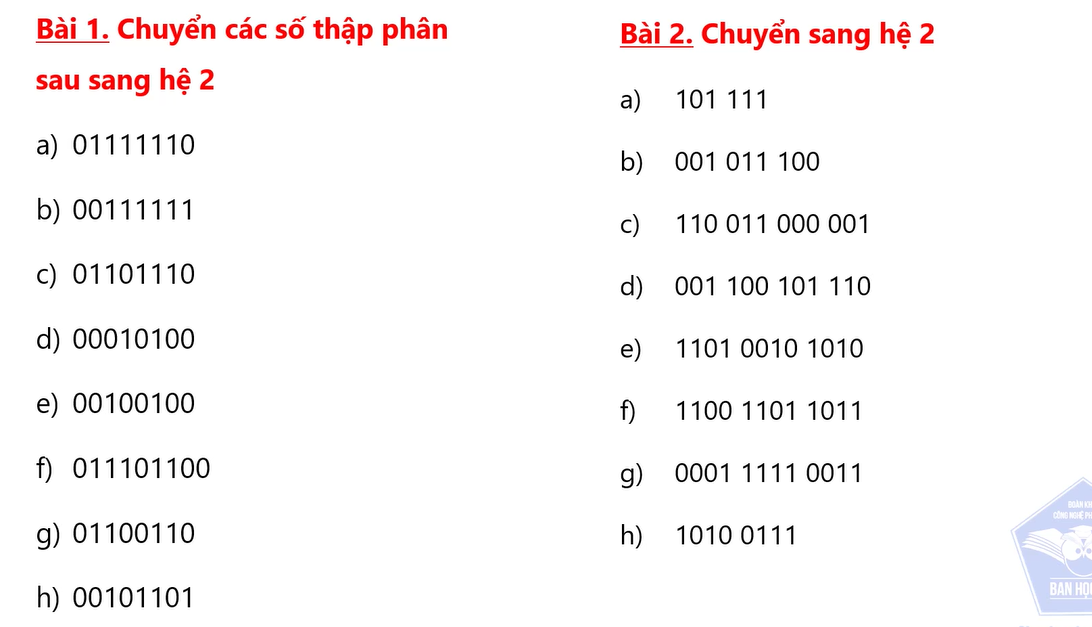 Bài 1. Chuyển các số thập phân
sau sang hệ 2
a) 01111110
b) 00111111
c) 01101110
d) 00010100
e) 00100100
f) 011101100
g) 01100110
h) 00101101
Bài 2. Chuyển sang hệ 2
a) 101 111
b) 001 011 100
c) 110 011 000 001
d) 001 100 101 110
e) 1101 0010 1010
f) 1100 1101 1011
g) 0001 1111 0011
h) 1010 0111
BAN HỌ